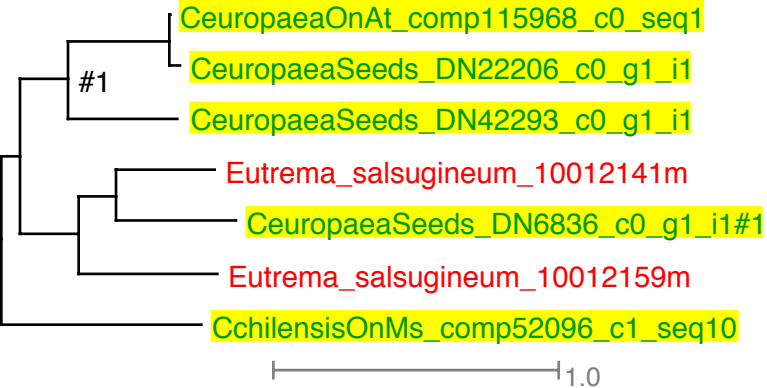 CeuropaeaOnAt_comp115968_c0_seq1
CeuropaeaSeeds_DN22206_c0_g1_i1
#1
CeuropaeaSeeds_DN42293_c0_g1_i1
Eutrema_salsugineum_10012141m
CeuropaeaSeeds_DN6836_c0_g1_i1#1
Eutrema_salsugineum_10012159m
CchilensisOnMs_comp52096_c1_seq10
1.0